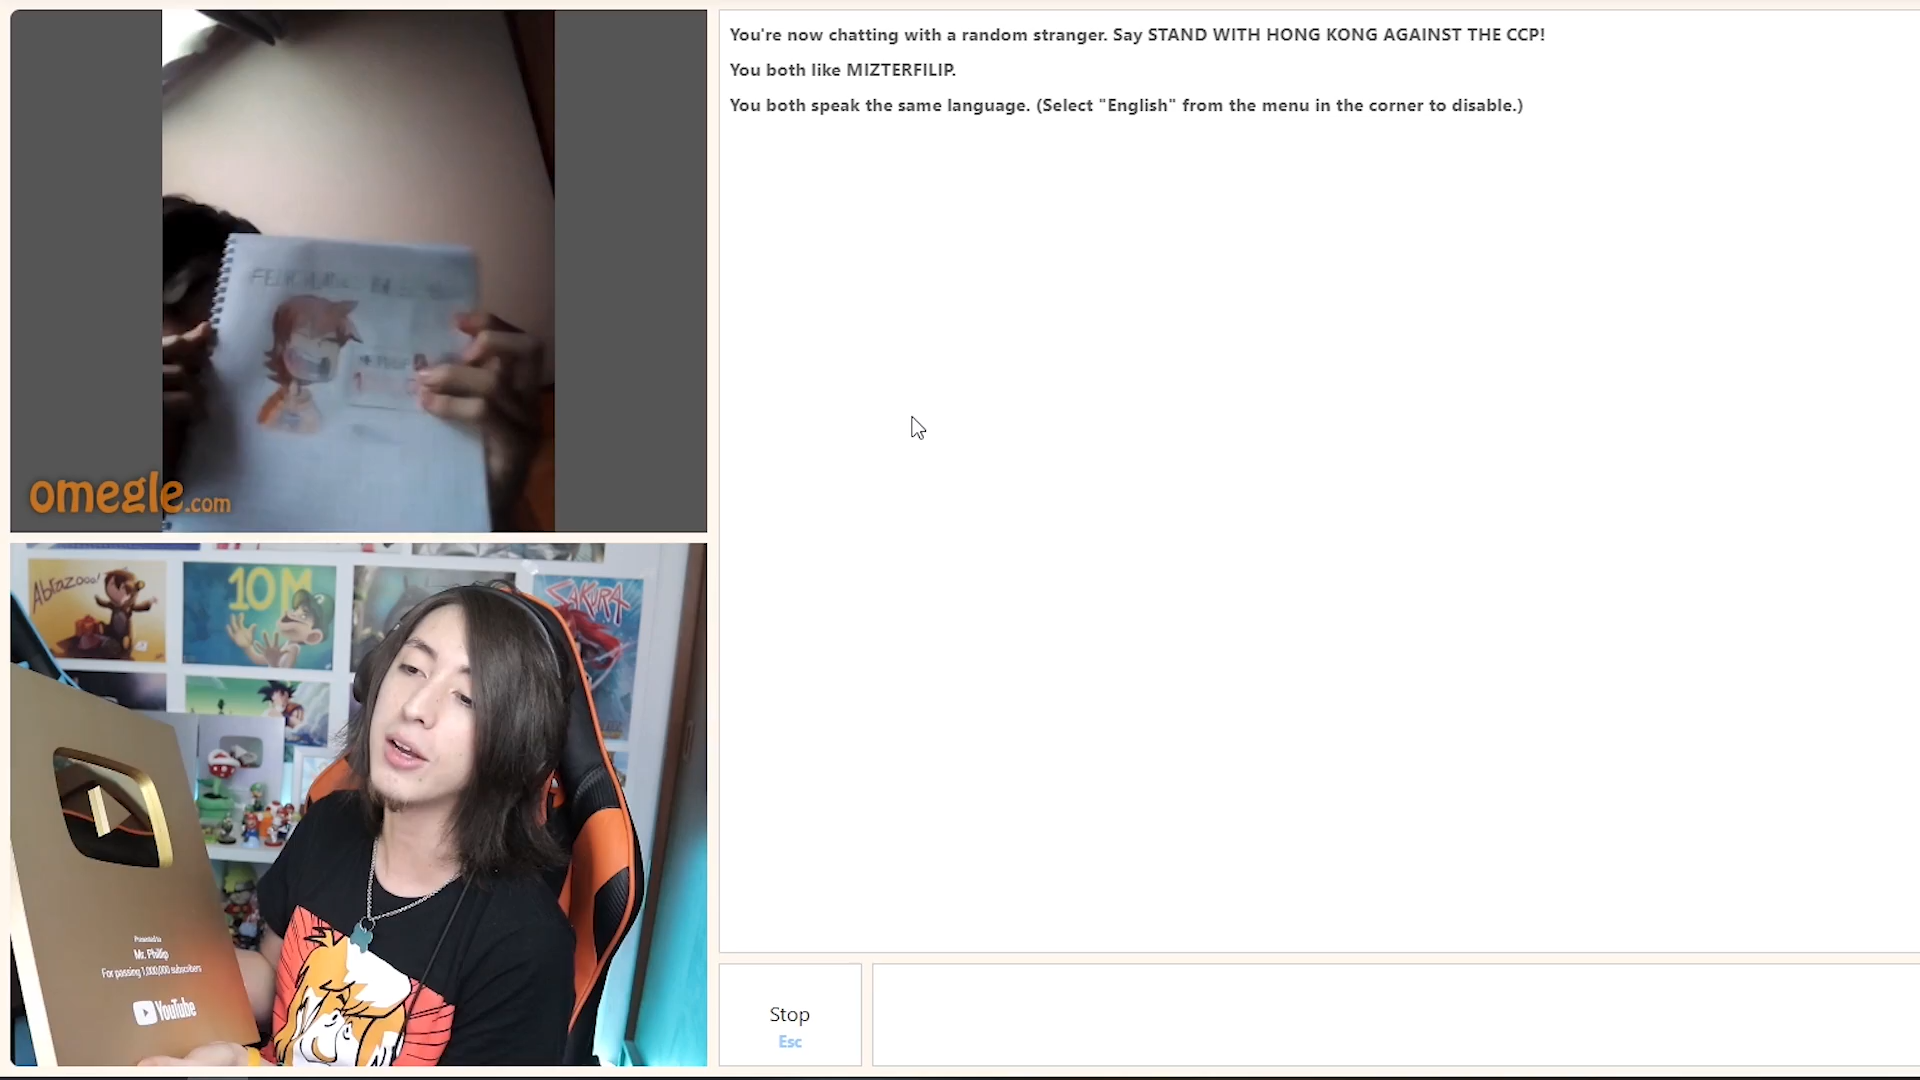 You're now chatting with a random stranger. Say STAND WITH HONG KONG AGAINST THE CCP!
You both like MIZTERFILIP.
You both speak the same language. (Select "English" from the menu in the corner to disable.)
omegle.com
Abrazooo!
10M
SAKURA
Presented to
Mr. Phillip
For passing 1,000,000 subscribers
YouTube
Stop
Esc